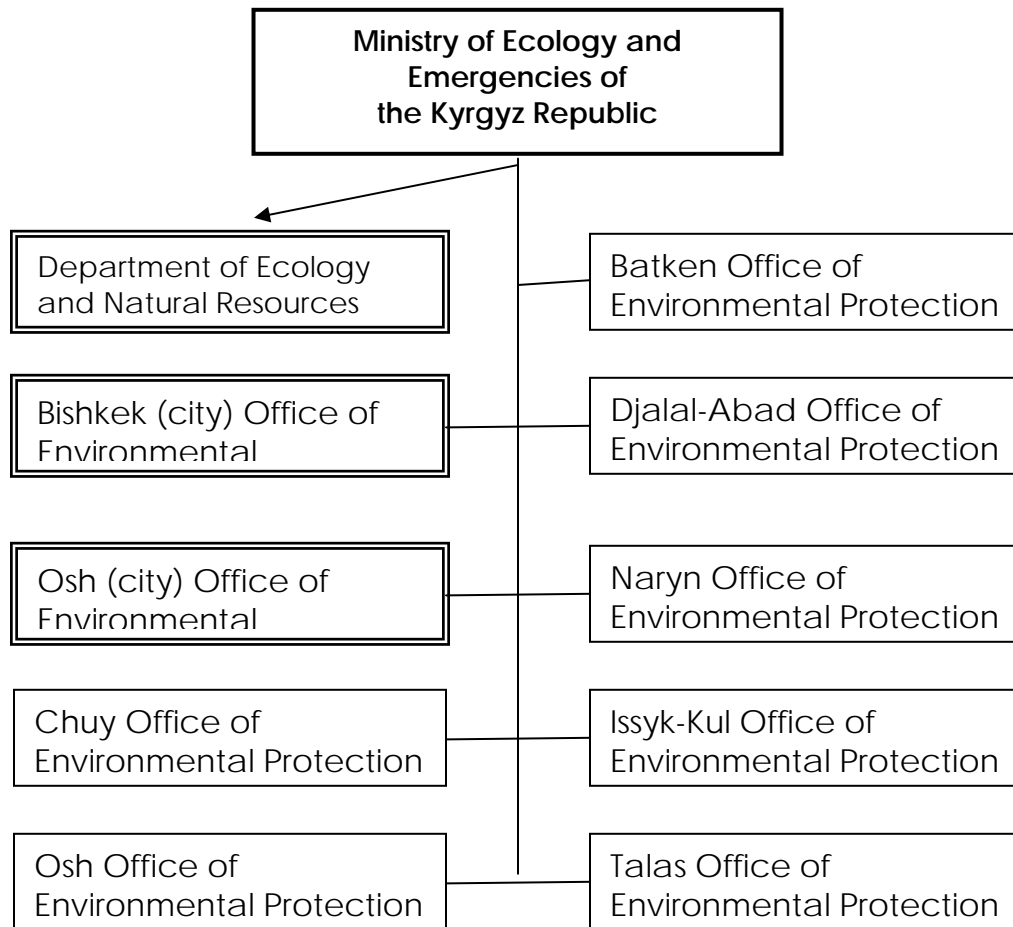 Ministry of Ecology and
Emergencies of
the Kyrgyz Republic
Department of Ecology
and Natural Resources
Batken Office of
Environmental Protection
Bishkek (city) Office of
Environmental
Djalal-Abad Office of
Environmental Protection
Osh (city) Office of
Environmental
Naryn Office of
Environmental Protection
Chuy Office of
Environmental Protection
Issyk-Kul Office of
Environmental Protection
Osh Office of
Environmental Protection
Talas Office of
Environmental Protection